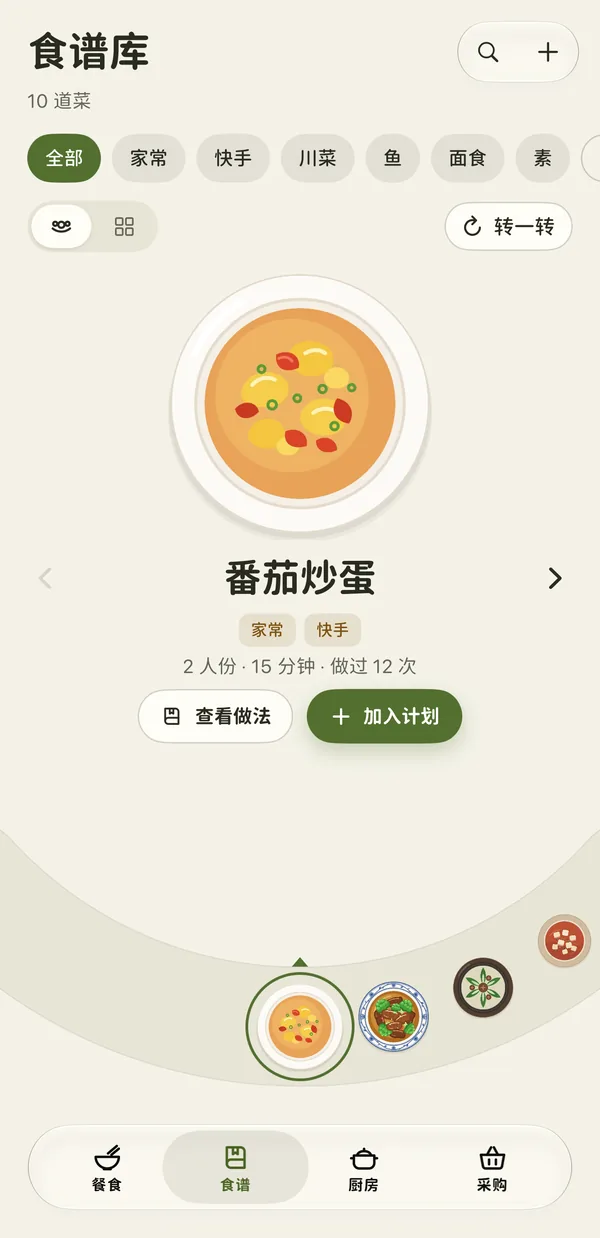 食谱库
10 道菜
全部 家常 快手 川菜 鱼 面食 素
转一转
番茄炒蛋
家常 快手
2 人份 · 15 分钟 · 做过 12 次
查看做法 加入计划
餐食 食谱 厨房 采购